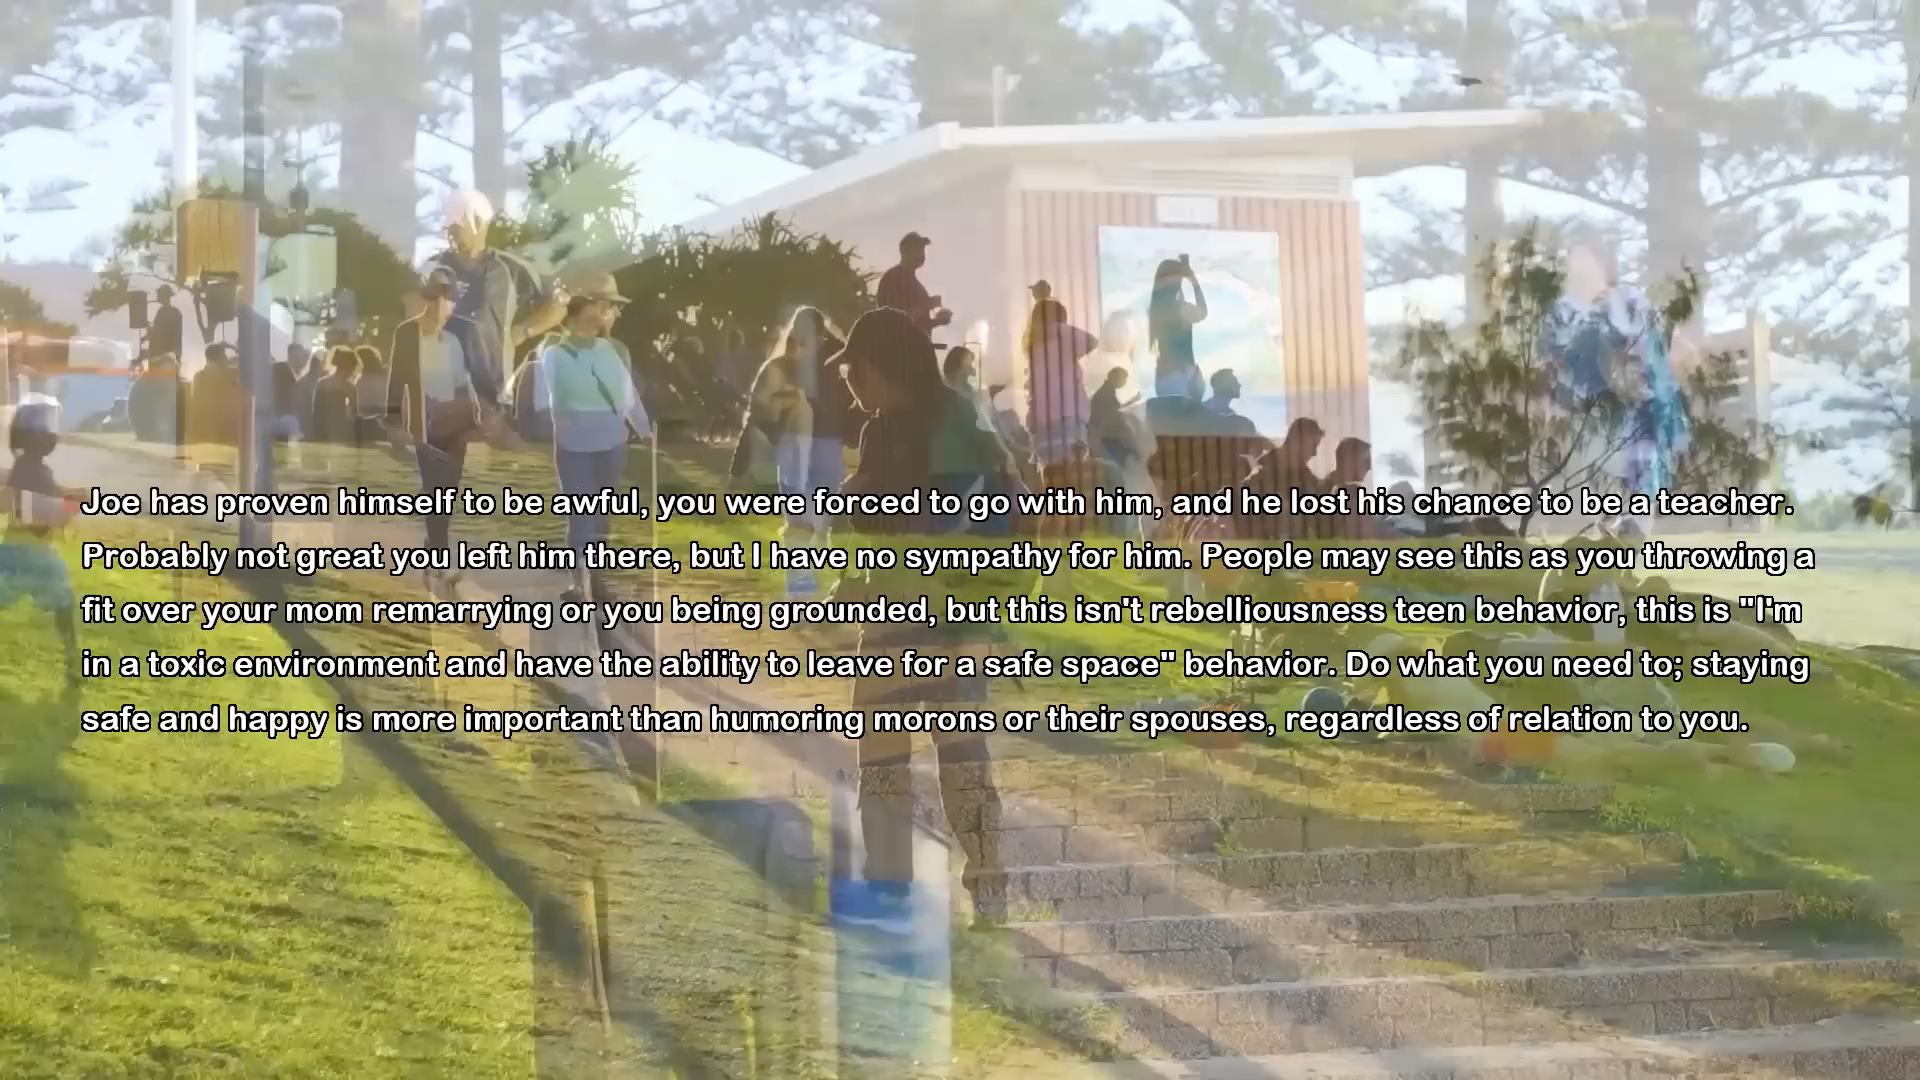 Joe has proven himself to be awful, you were forced to go with him, and he lost his chance to be a teacher.
Probably not great you left him there, but I have no sympathy for him. People may see this as you throwing a
fit over your mom remarrying or you being grounded, but this isn't rebelliousness teen behavior, this is "I'm
in a toxic environment and have the ability to leave for a safe space" behavior. Do what you need to; staying
safe and happy is more important than humoring morons or their spouses, regardless of relation to you.